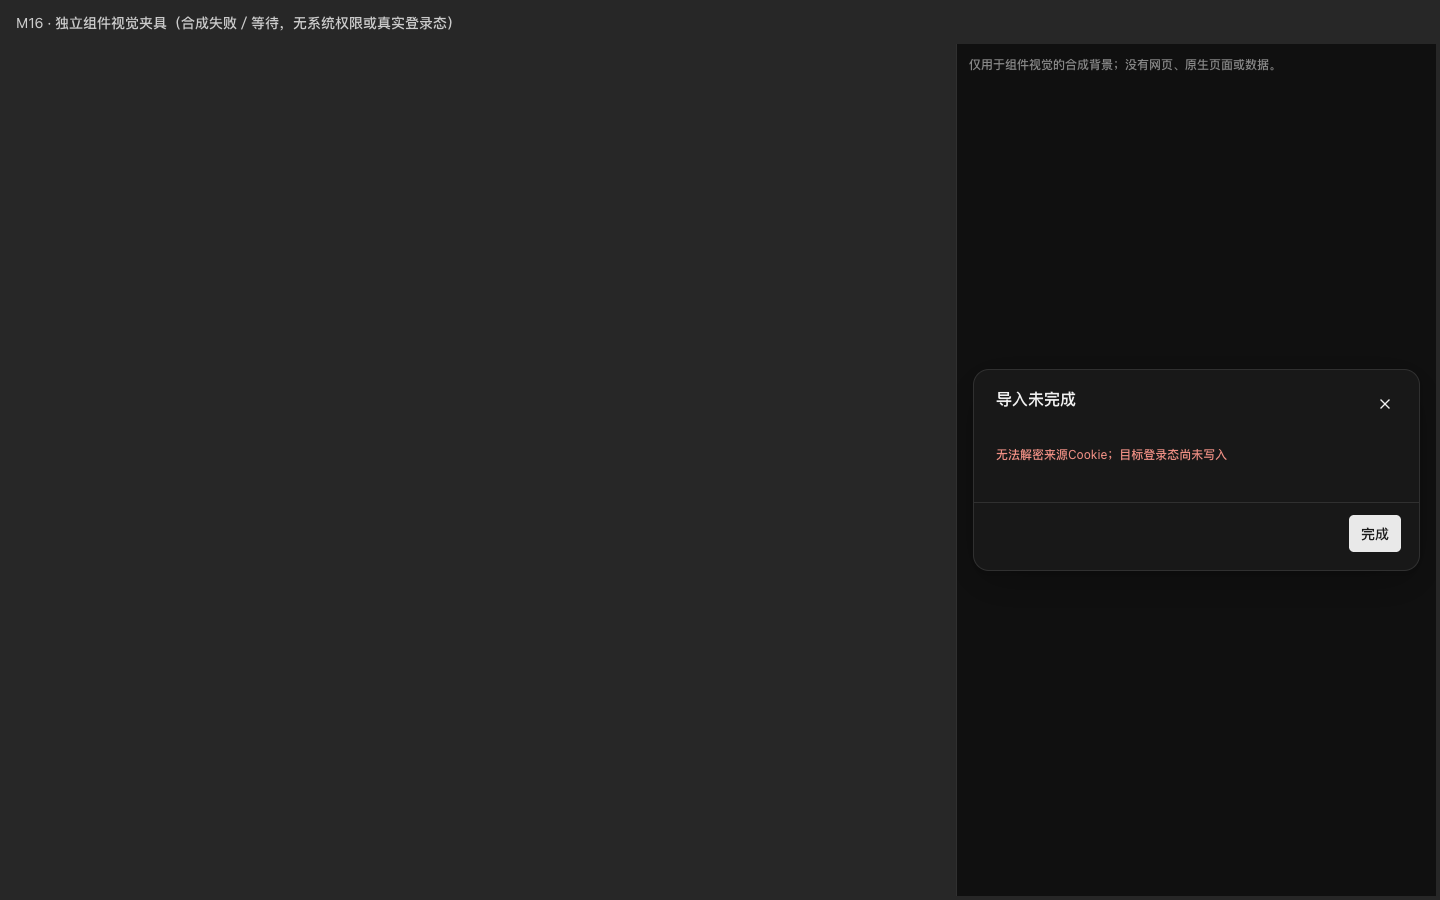 M16 · 独立组件视觉夹具（合成失败 / 等待，无系统权限或真实登录态）
仅用于组件视觉的合成背景；没有网页、原生页面或数据。
导入未完成
无法解密来源Cookie；目标登录态尚未写入
完成